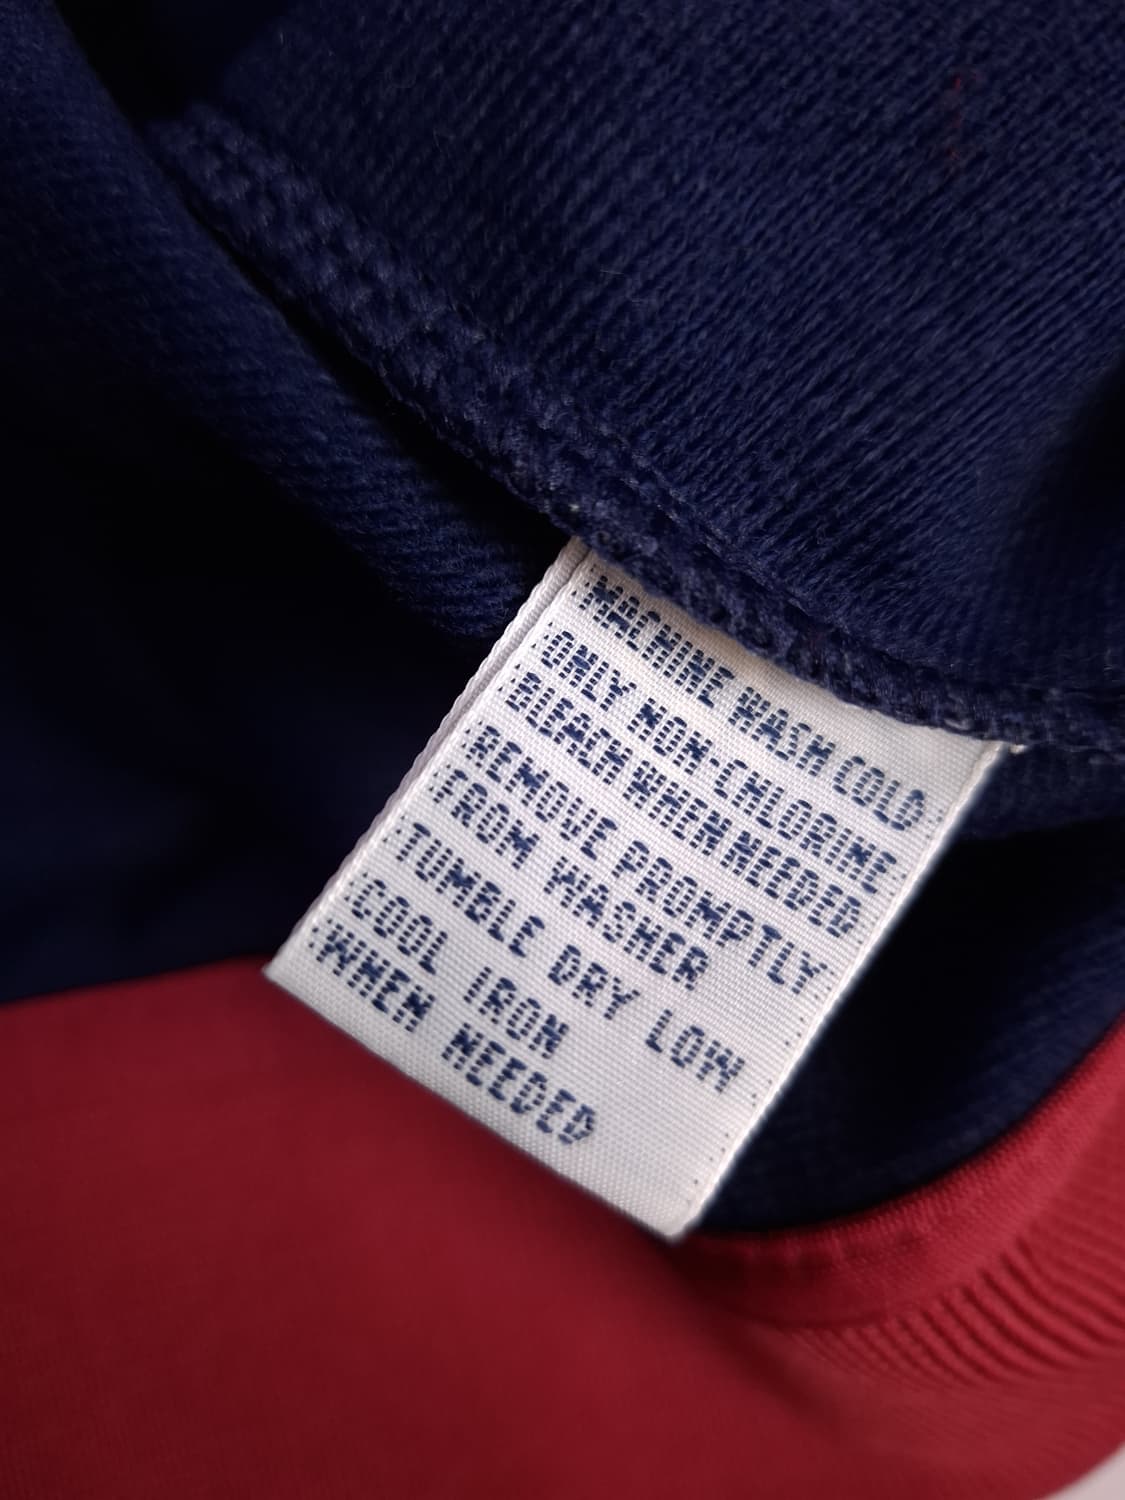 MACHINE WASH COLD
ONLY NON-CHLORINE
BLEACH WHEN NEEDED
REMOVE PROMPTLY
FROM WASHER
TUMBLE DRY LOW
COOL IRON
WHEN NEEDED